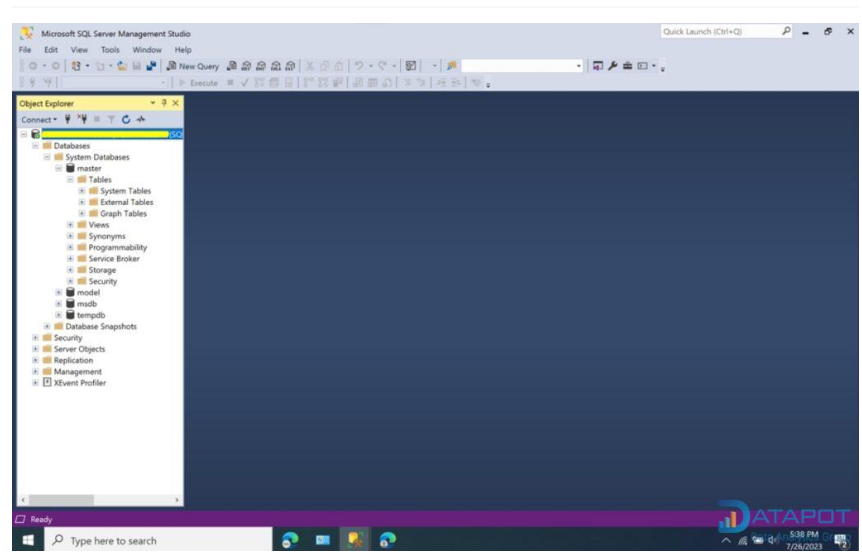 Microsoft SQL Server Management Studio
Quick Launch (Ctrl+Q)
File Edit View Tools Window Help
New Query
Execute
Object Explorer
Connect
Databases
System Databases
master
Tables
System Tables
External Tables
Graph Tables
Views
Synonyms
Programmability
Service Broker
Storage
Security
model
msdb
tempdb
Database Snapshots
Security
Server Objects
Replication
Management
XEvent Profiler
Ready
DATAPOT
Type here to search
5:38 PM
7/26/2023